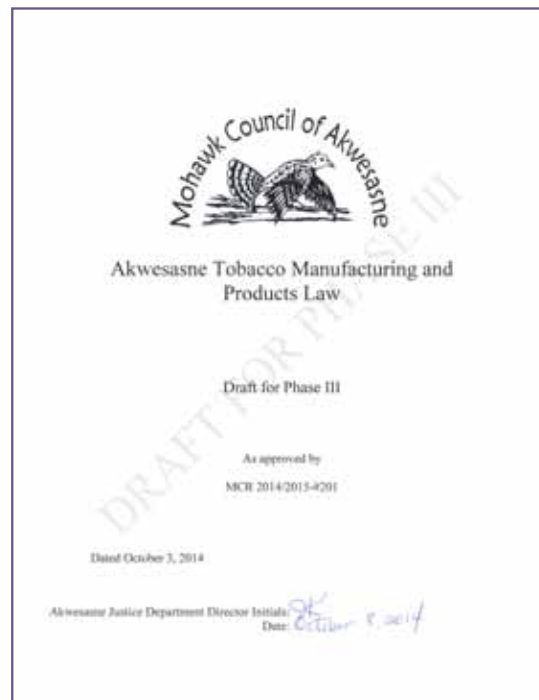 Mohawk Council of Akwesasne
Akwesasne Tobacco Manufacturing and
Products Law
Draft for Phase III
As approved by
MCR 2014/2015-#201
DRAFT FOR PHASE III
Dated October 3, 2014
Akwesasne Justice Department Director Initials:
Date: October 3, 2014